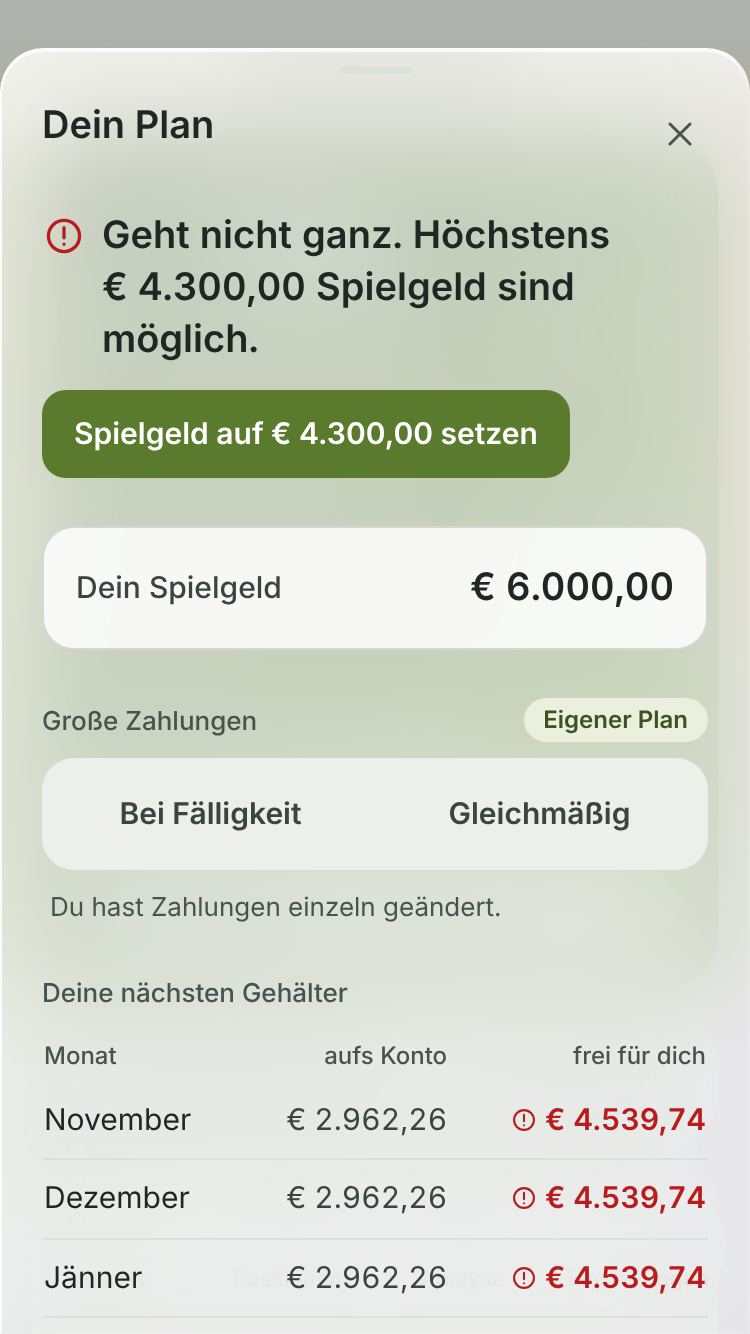 Dein Plan
Geht nicht ganz. Höchstens
€ 4.300,00 Spielgeld sind
möglich.
Spielgeld auf € 4.300,00 setzen
Dein Spielgeld € 6.000,00
Große Zahlungen Eigener Plan
Bei Fälligkeit Gleichmäßig
Du hast Zahlungen einzeln geändert.
Deine nächsten Gehälter
Monat aufs Konto frei für dich
November € 2.962,26 € 4.539,74
Dezember € 2.962,26 € 4.539,74
Jänner € 2.962,26 € 4.539,74